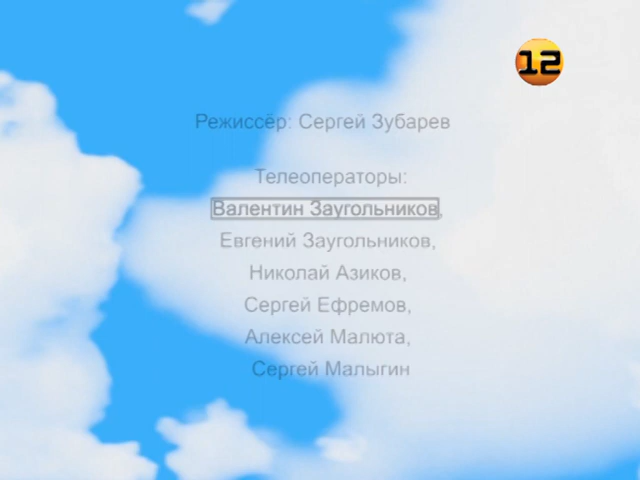 12
Режиссёр: Сергей Зубарев
Телеоператоры:
Валентин Заугольников,
Евгений Заугольников,
Николай Азиков,
Сергей Ефремов,
Алексей Малюта,
Сергей Малыгин